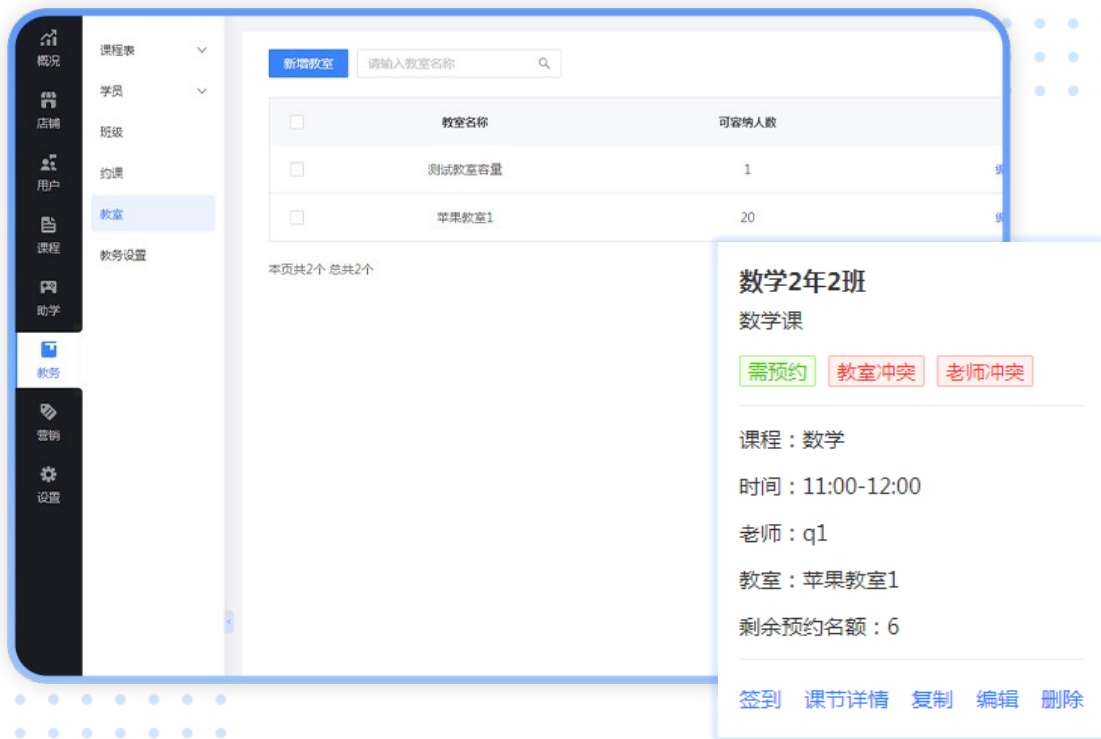 概况
店铺
用户
课程
助学
教务
营销
设置
课程表
学员
班级
约课
教室
教务设置
新增教室 请输入教室名称
教室名称 可容纳人数
测试教室容量 1
苹果教室1 20
本页共2个 总共2个
数学2年2班
数学课
需预约 教室冲突 老师冲突
课程：数学
时间：11:00-12:00
老师：q1
教室：苹果教室1
剩余预约名额：6
签到 课节详情 复制 编辑 删除